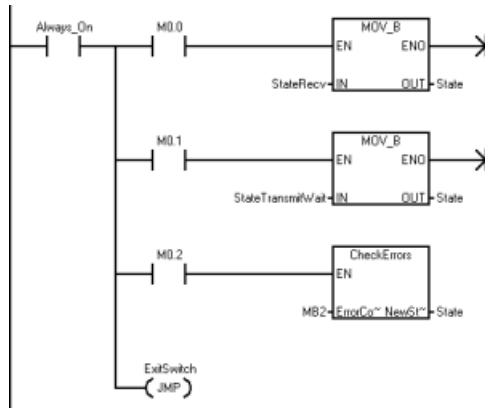 Always_On
M0.0
MOV_B
EN ENO
StateRecv IN OUT State
M0.1
MOV_B
EN ENO
StateTransmitWait IN OUT State
M0.2
CheckErrors
EN
MB2 ErrorCo~ NewSt~ State
ExitSwitch
JMP